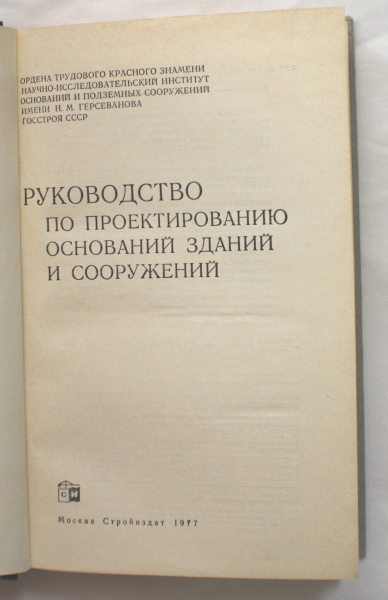 ОРДЕНА ТРУДОВОГО КРАСНОГО ЗНАМЕНИ
НАУЧНО-ИССЛЕДОВАТЕЛЬСКИЙ ИНСТИТУТ
ОСНОВАНИЙ И ПОДЗЕМНЫХ СООРУЖЕНИЙ
ИМЕНИ Н. М. ГЕРСЕВАНОВА
ГОССТРОЯ СССР
РУКОВОДСТВО
ПО ПРОЕКТИРОВАНИЮ
ОСНОВАНИЙ ЗДАНИЙ
И СООРУЖЕНИЙ
С И
Москва Стройиздат 1977